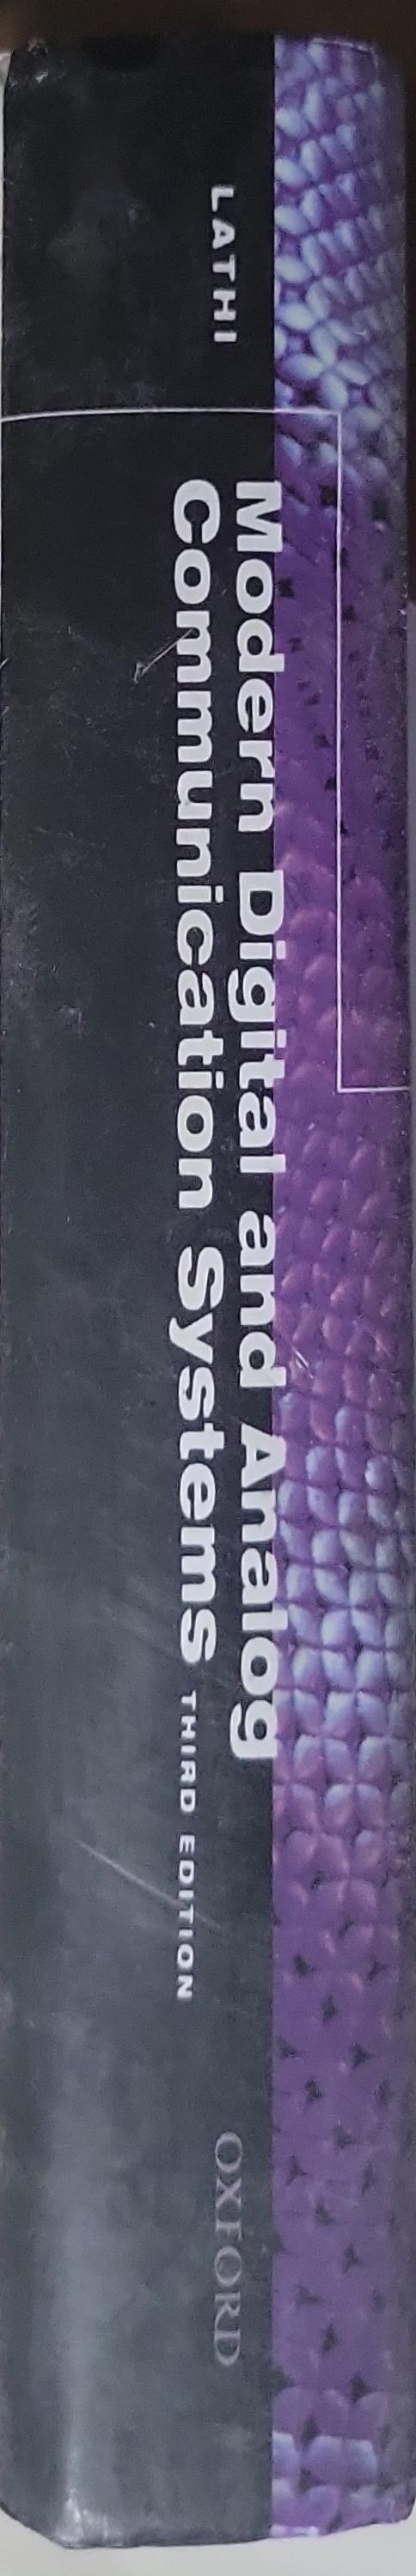 LATHI
Modern Digital and Analog
Communication Systems THIRD EDITION
OXFORD